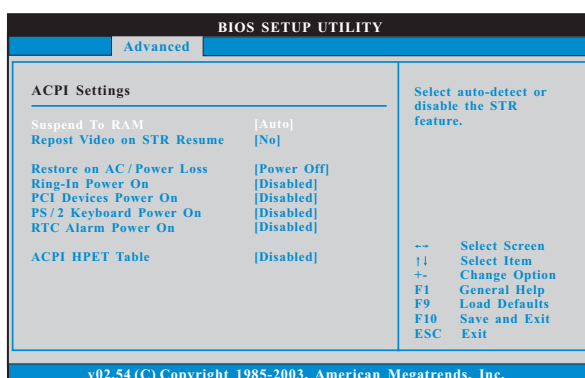 BIOS SETUP UTILITY
Advanced
ACPI Settings
Suspend To RAM [Auto]
Repost Video on STR Resume [No]
Restore on AC / Power Loss [Power Off]
Ring-In Power On [Disabled]
PCI Devices Power On [Disabled]
PS / 2 Keyboard Power On [Disabled]
RTC Alarm Power On [Disabled]
ACPI HPET Table [Disabled]
Select auto-detect or
disable the STR
feature.
←→ Select Screen
↑↓ Select Item
+- Change Option
F1 General Help
F9 Load Defaults
F10 Save and Exit
ESC Exit
v02.54 (C) Copyright 1985-2003, American Megatrends, Inc.